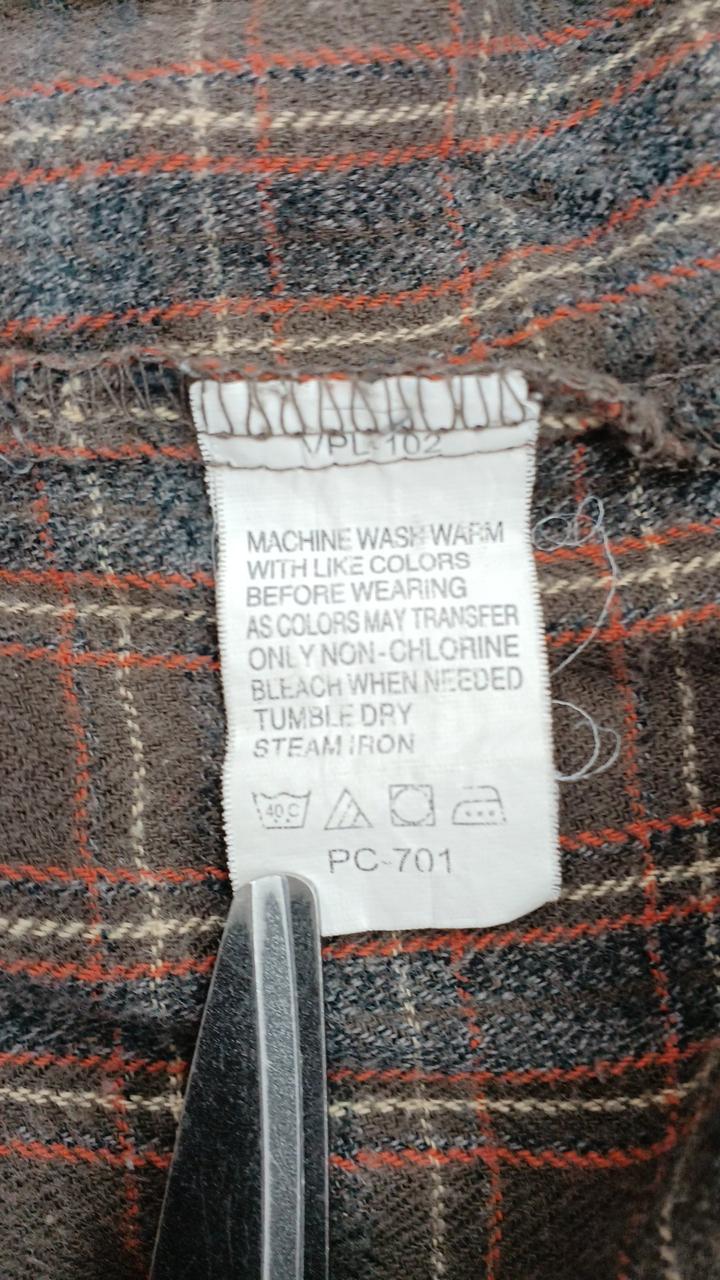 VPL-102
MACHINE WASH WARM
WITH LIKE COLORS
BEFORE WEARING
AS COLORS MAY TRANSFER
ONLY NON-CHLORINE
BLEACH WHEN NEEDED
TUMBLE DRY
STEAM IRON
40 C
PC-701